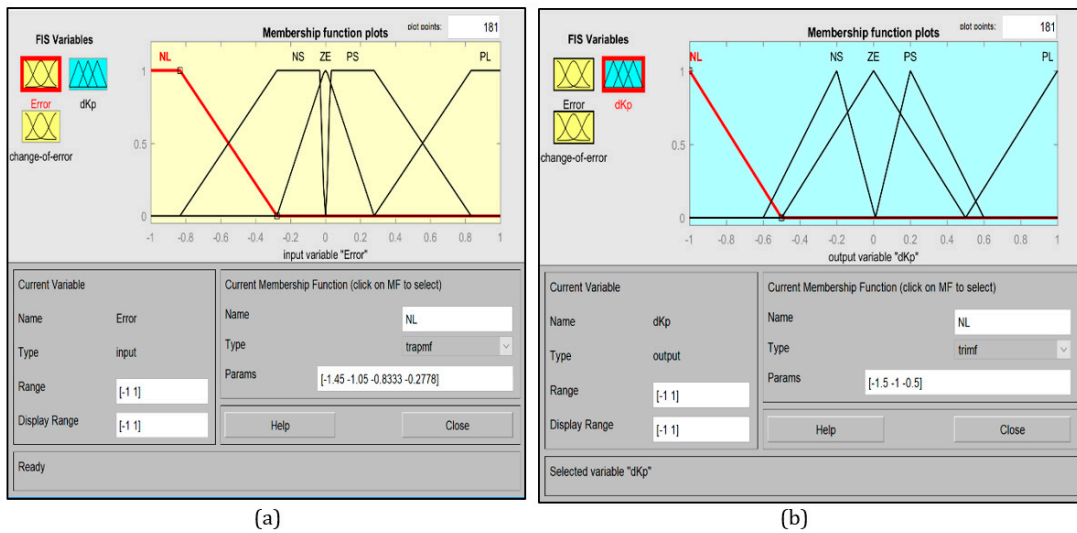 FIS Variables
Membership function plots
plot points:
181
NL
NS
ZE
PS
PL
Error
dKp
change-of-error
1
0.5
0
-1
-0.8
-0.6
-0.4
-0.2
0
0.2
0.4
0.6
0.8
1
input variable "Error"
Current Variable
Name
Error
Type
input
Range
[-1 1]
Display Range
[-1 1]
Current Membership Function (click on MF to select)
Name
NL
Type
trapmf
Params
[-1.45 -1.05 -0.8333 -0.2778]
Help
Close
Ready
(a)
FIS Variables
Membership function plots
plot points:
181
NL
NS
ZE
PS
PL
Error
dKp
change-of-error
1
0.5
0
-1
-0.8
-0.6
-0.4
-0.2
0
0.2
0.4
0.6
0.8
1
output variable "dKp"
Current Variable
Name
dKp
Type
output
Range
[-1 1]
Display Range
[-1 1]
Current Membership Function (click on MF to select)
Name
NL
Type
trimf
Params
[-1.5 -1 -0.5]
Help
Close
Selected variable "dKp"
(b)